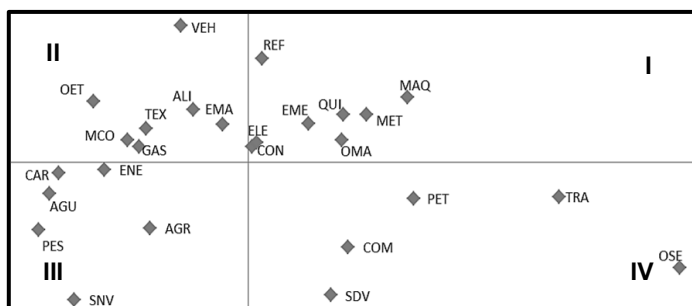 VEH
II
REF
I
OET
ALI
EMA
TEX
MCO
GAS
ELE
CON
EME
QUI
MAQ
MET
OMA
CAR
ENE
AGU
PES
AGR
PET
TRA
COM
OSE
III
SNV
SDV
IV